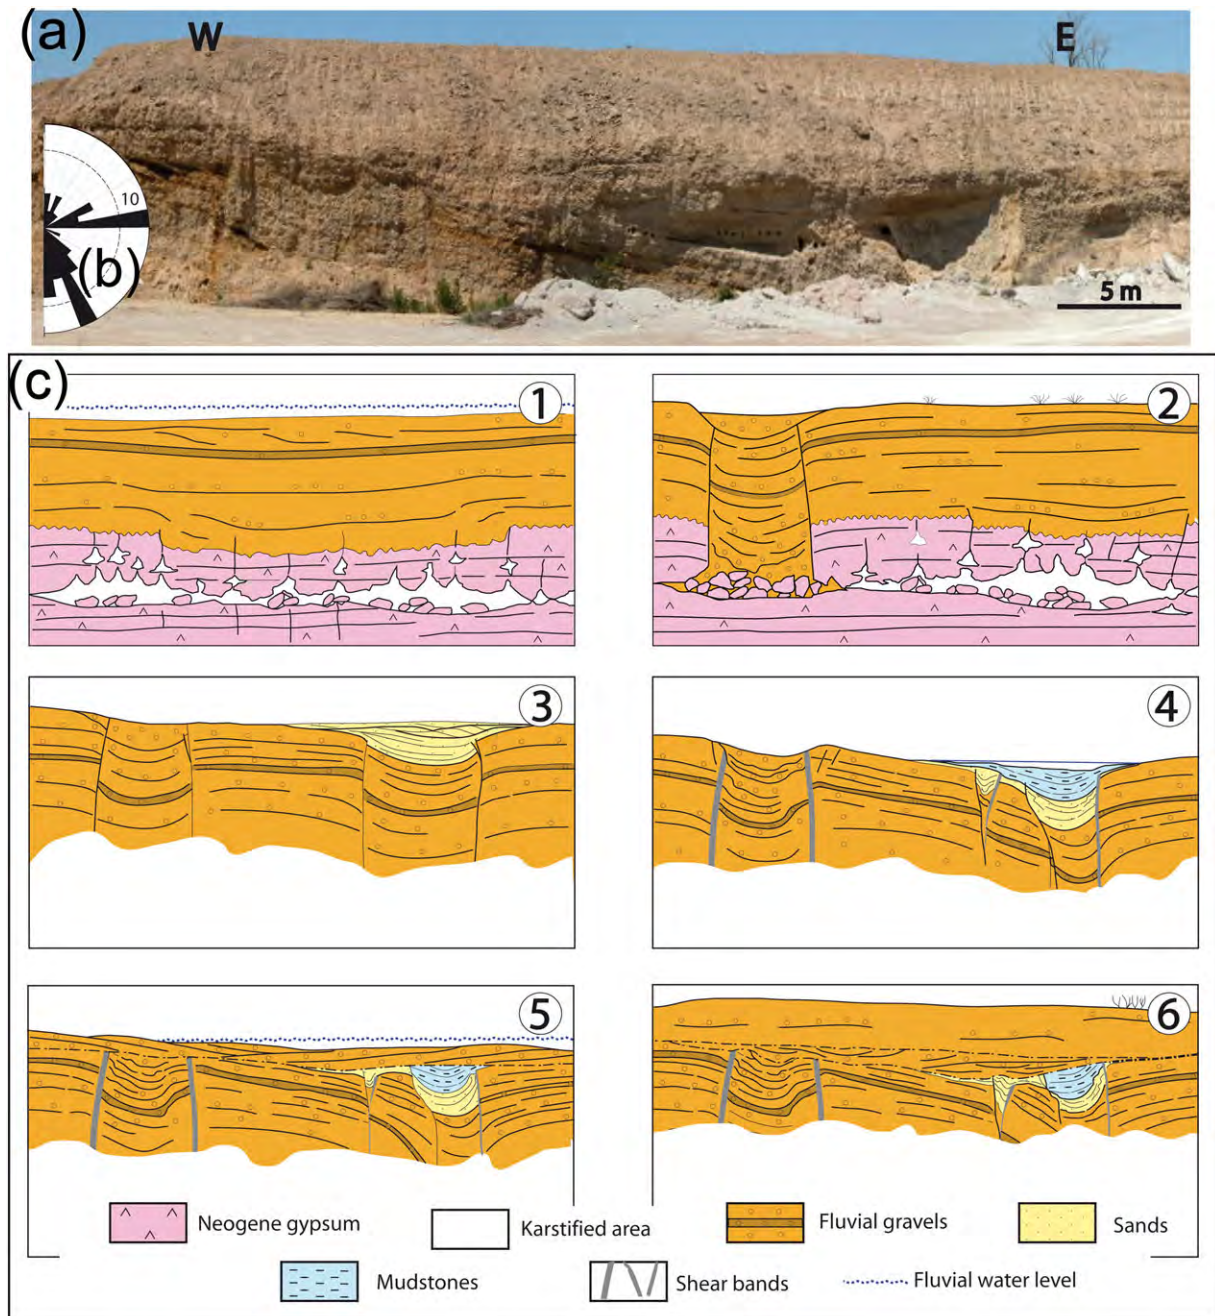 (a)
W
E
10
(b)
5 m
(c)
1
2
3
4
5
6
Neogene gypsum
Karstified area
Fluvial gravels
Sands
Mudstones
Shear bands
Fluvial water level